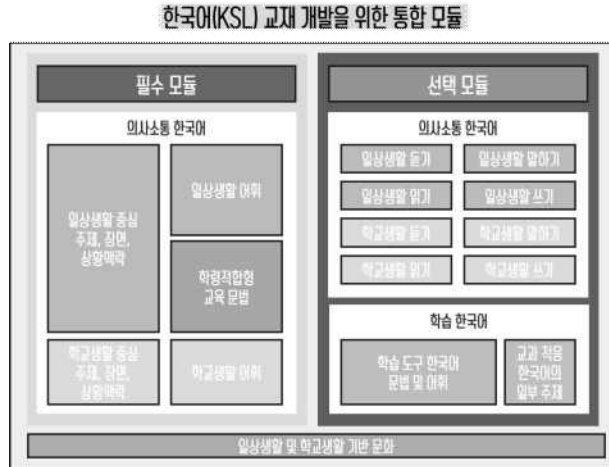 한국어(KSL) 교재 개발을 위한 통합 모듈
필수 모듈
의사소통 한국어
일상생활 중심
주제, 장면,
상황맥락
일상생활 어휘
학령적합형
교육 문법
학교생활 중심
주제, 장면,
상황맥락
학교생활 어휘
선택 모듈
의사소통 한국어
일상생활 듣기
일상생활 말하기
일상생활 읽기
일상생활 쓰기
학교생활 듣기
학교생활 말하기
학교생활 읽기
학교생활 쓰기
학습 한국어
학습 도구 한국어
문법 및 어휘
교과 적응
한국어의
일부 주제
일상생활 및 학교생활 기반 문화